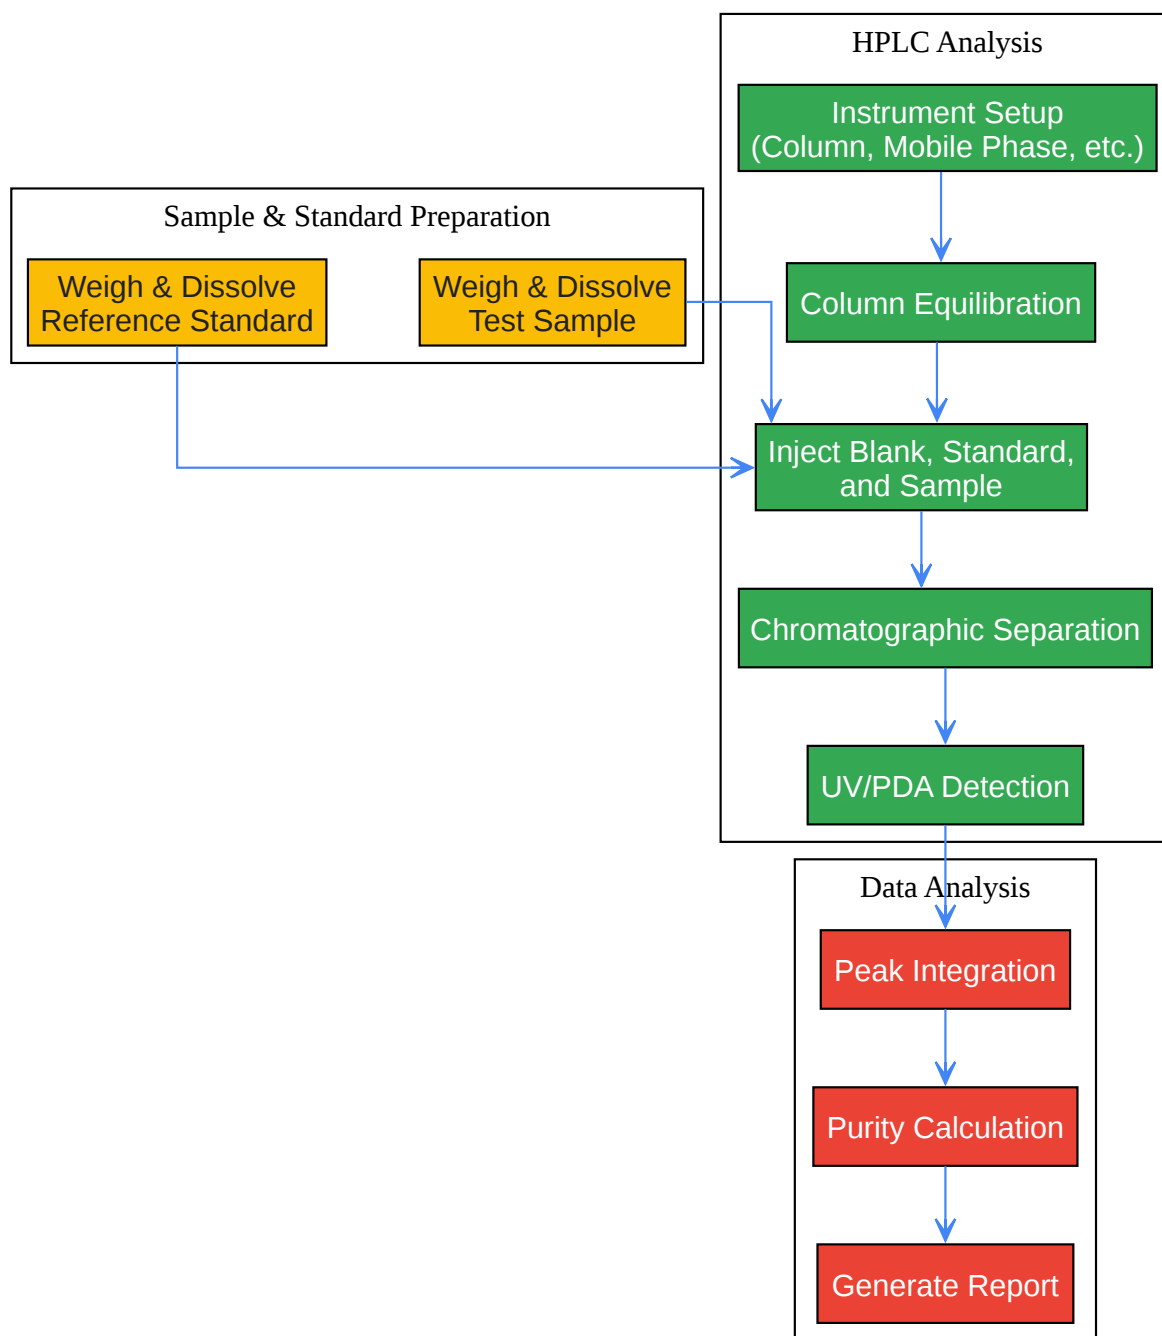 HPLC Analysis
Instrument Setup
(Column, Mobile Phase, etc.)
Sample & Standard Preparation
Weigh & Dissolve
Reference Standard
Weigh & Dissolve
Test Sample
Column Equilibration
Inject Blank, Standard,
and Sample
Chromatographic Separation
UV/PDA Detection
Data Analysis
Peak Integration
Purity Calculation
Generate Report